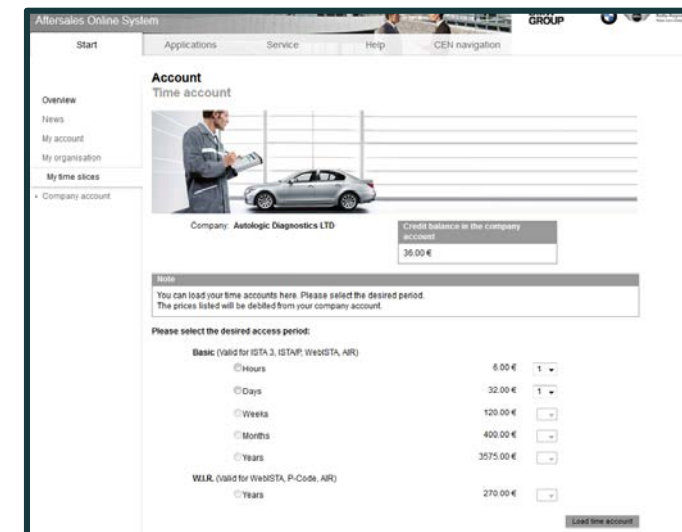 Aftersales Online System
GROUP
Start
Applications
Service
Help
CEN navigation
Account
Time account
Overview
News
My account
My organisation
My time slices
Company account
Company: Autologic Diagnostics LTD
Credit balance in the company
account
36.00 €
Note
You can load your time accounts here. Please select the desired period.
The prices listed will be debited from your company account.
Please select the desired access period:
Basic (Valid for ISTA 3, ISTA/P, WebISTA, AIR)
Hours 6.00 € 1
Days 32.00 € 1
Weeks 120.00 €
Months 400.00 €
Years 3575.00 €
W.I.R. (Valid for WebISTA, P-Code, AIR)
Years 270.00 €
Load time account